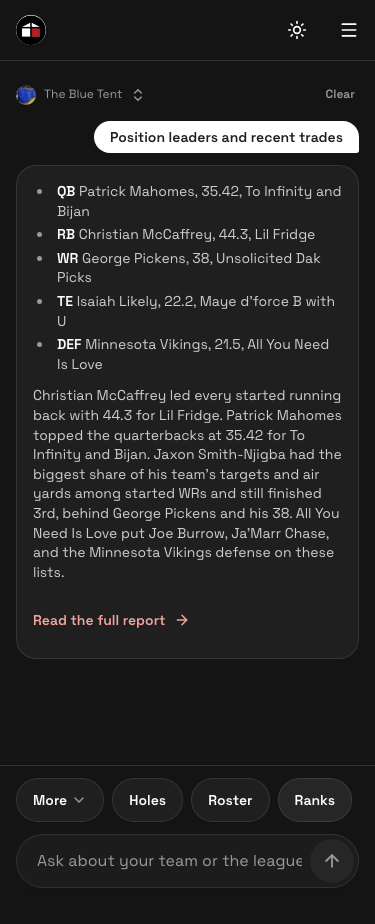 The Blue Tent
Clear
Position leaders and recent trades
QB Patrick Mahomes, 35.42, To Infinity and
Bijan
RB Christian McCaffrey, 44.3, Lil Fridge
WR George Pickens, 38, Unsolicited Dak
Picks
TE Isaiah Likely, 22.2, Maye d'force B with
U
DEF Minnesota Vikings, 21.5, All You Need
Is Love
Christian McCaffrey led every started running
back with 44.3 for Lil Fridge. Patrick Mahomes
topped the quarterbacks at 35.42 for To
Infinity and Bijan. Jaxon Smith-Njigba had the
biggest share of his team's targets and air
yards among started WRs and still finished
3rd, behind George Pickens and his 38. All You
Need Is Love put Joe Burrow, Ja'Marr Chase,
and the Minnesota Vikings defense on these
lists.
Read the full report
More
Holes
Roster
Ranks
Ask about your team or the league